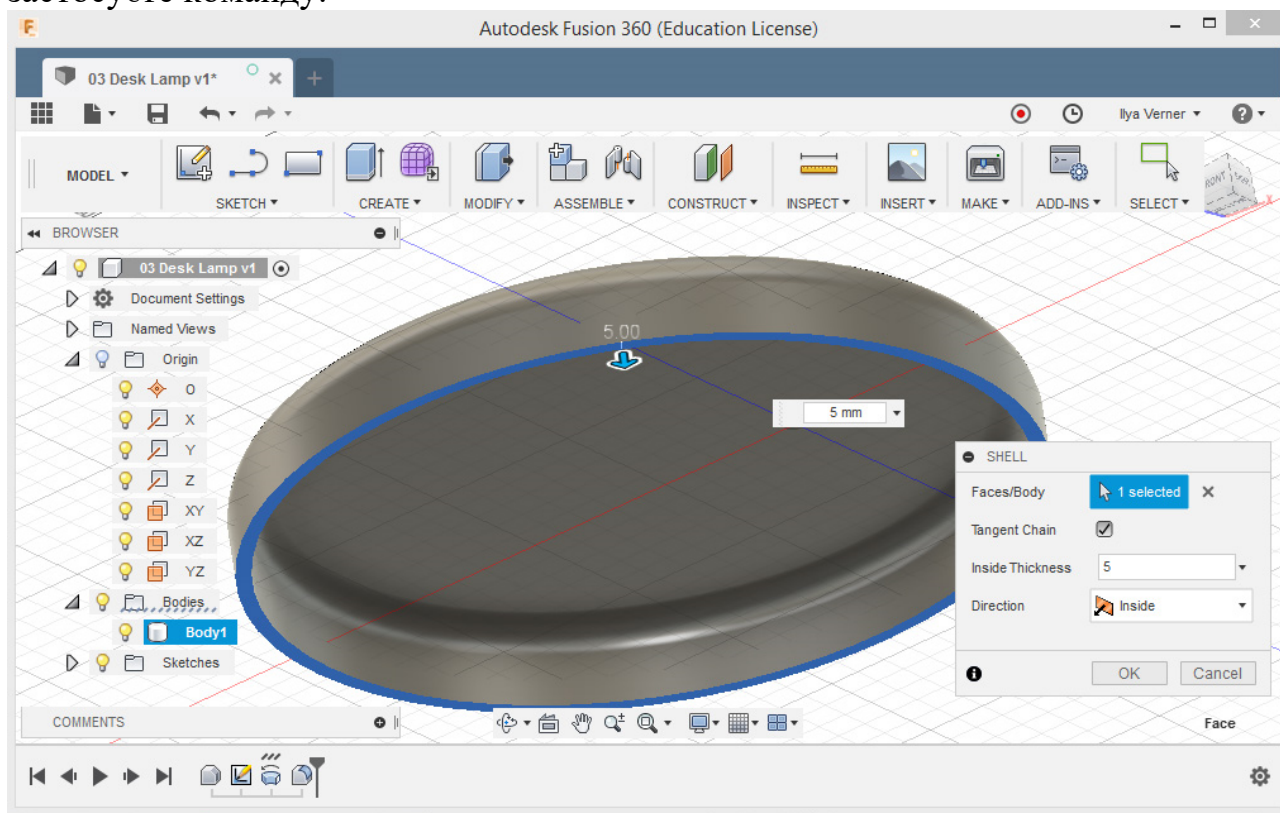 застосуйте команду.
Autodesk Fusion 360 (Education License)
03 Desk Lamp v1*
Ilya Verner
MODEL
SKETCH CREATE MODIFY ASSEMBLE CONSTRUCT INSPECT INSERT MAKE ADD-INS SELECT
FRONT
X
BROWSER
03 Desk Lamp v1
Document Settings
Named Views
Origin
O
X
Y
Z
XY
XZ
YZ
Bodies
Body1
Sketches
5.00
5 mm
SHELL
Faces/Body 1 selected
Tangent Chain
Inside Thickness 5
Direction Inside
OK Cancel
COMMENTS
Face